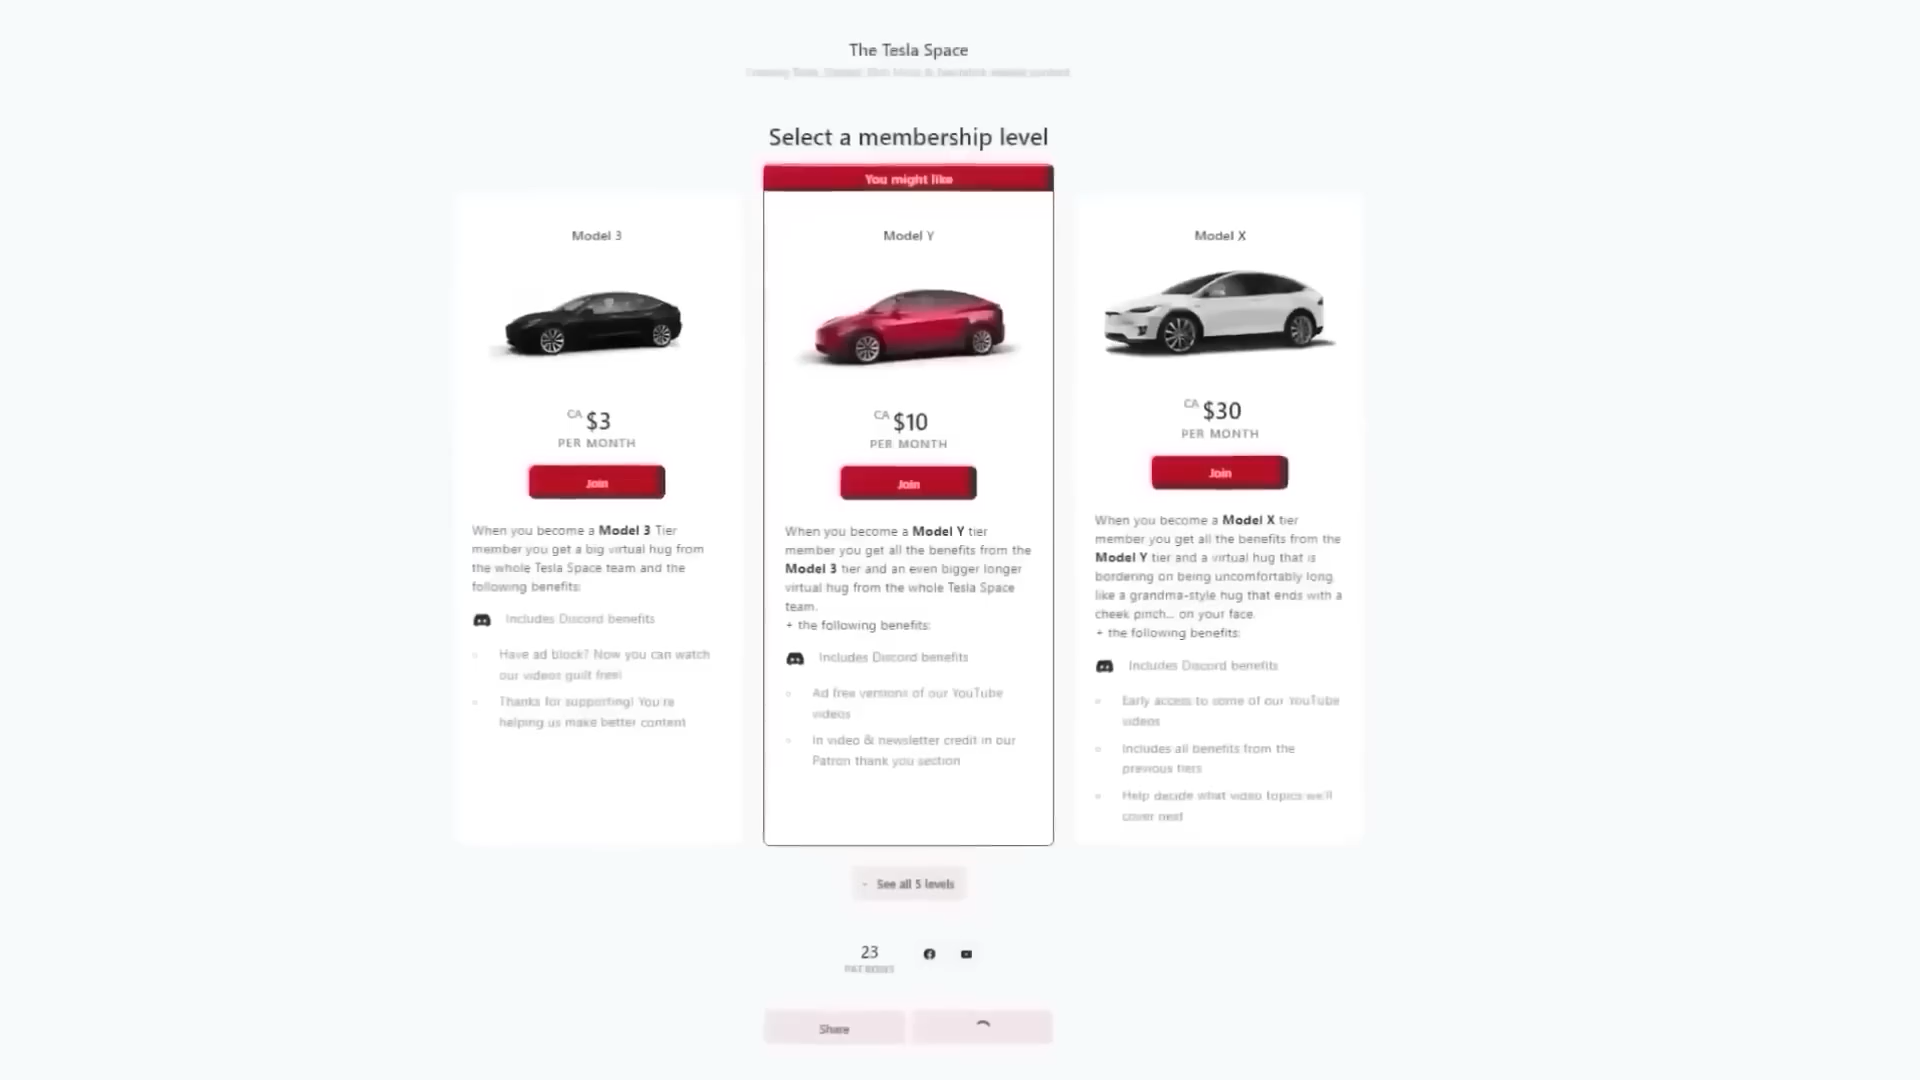 The Tesla Space
Select a membership level
You might like
Model 3
CA $3
PER MONTH
Join
When you become a Model 3 Tier
member you get a big virtual hug from
the whole Tesla Space team and the
following benefits:
Includes Discord benefits
Have ad block? Now you can watch
our videos guilt free!
Thanks for supporting! You're
helping us make better content
Model Y
CA $10
PER MONTH
Join
When you become a Model Y tier
member you get all the benefits from the
Model 3 tier and an even bigger longer
virtual hug from the whole Tesla Space
team.
+ the following benefits:
Includes Discord benefits
Ad free versions of our YouTube
videos
In video & newsletter credit in our
Patron thank you section
Model X
CA $30
PER MONTH
Join
When you become a Model X tier
member you get all the benefits from the
Model Y tier and a virtual hug that is
bordering on being uncomfortably long
like a grandma-style hug that ends with a
cheek pinch... on your face.
+ the following benefits:
Includes Discord benefits
Early access to some of our YouTube
videos
Includes all benefits from the
previous tiers
Help decide what video topics we'll
cover next
See all 5 levels
23
Share